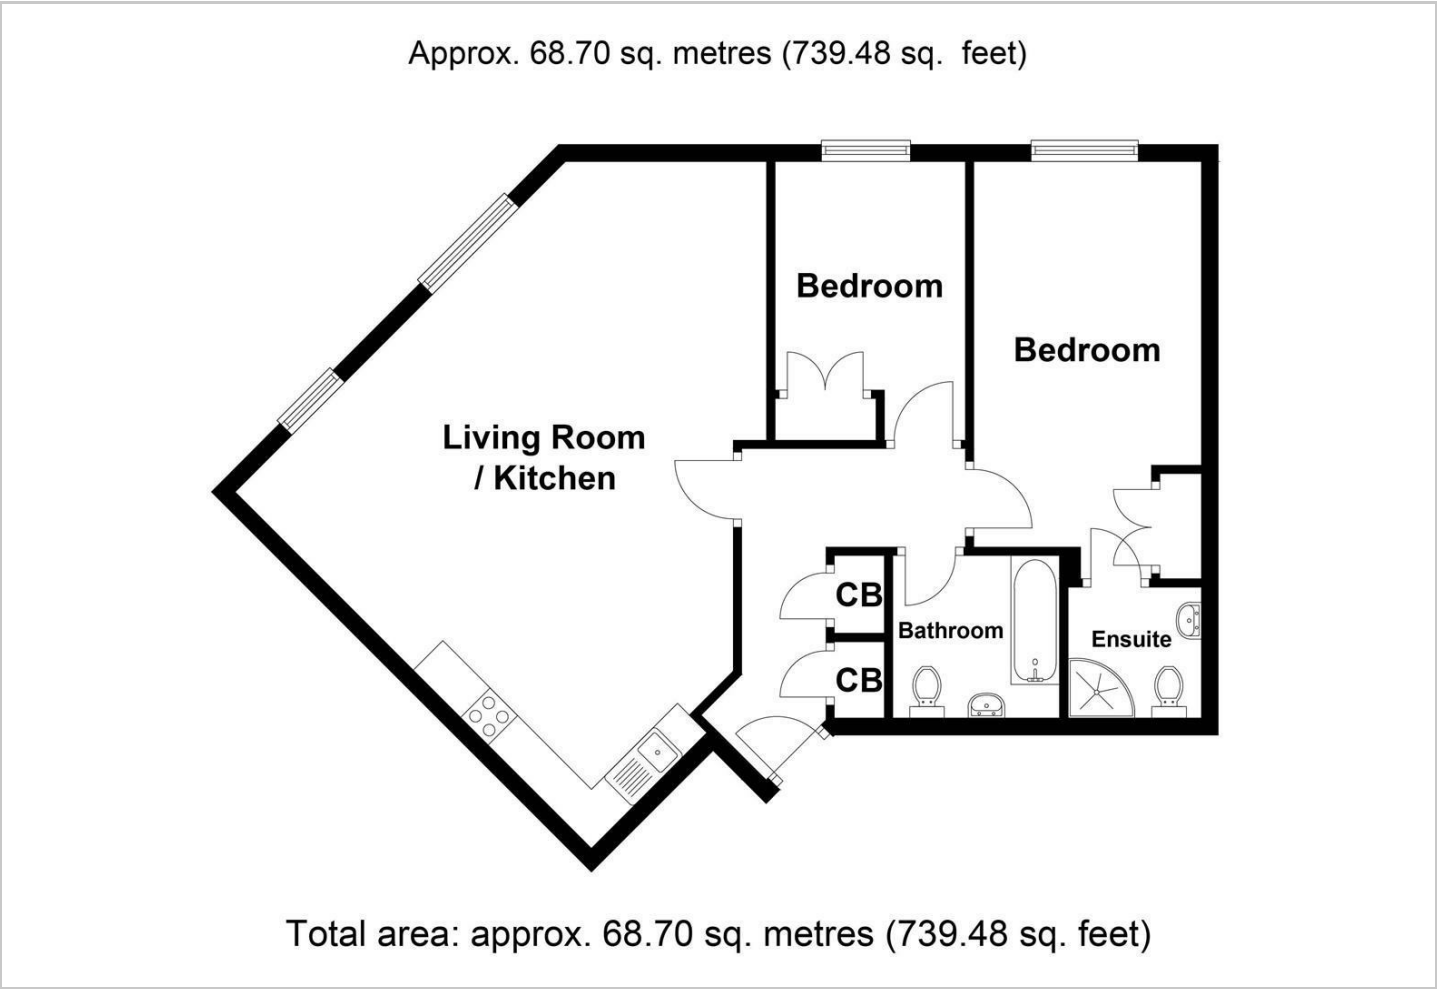 Approx. 68.70 sq. metres (739.48 sq. feet)
Bedroom
Bedroom
Living Room
/ Kitchen
CB
Bathroom
Ensuite
CB
Total area: approx. 68.70 sq. metres (739.48 sq. feet)